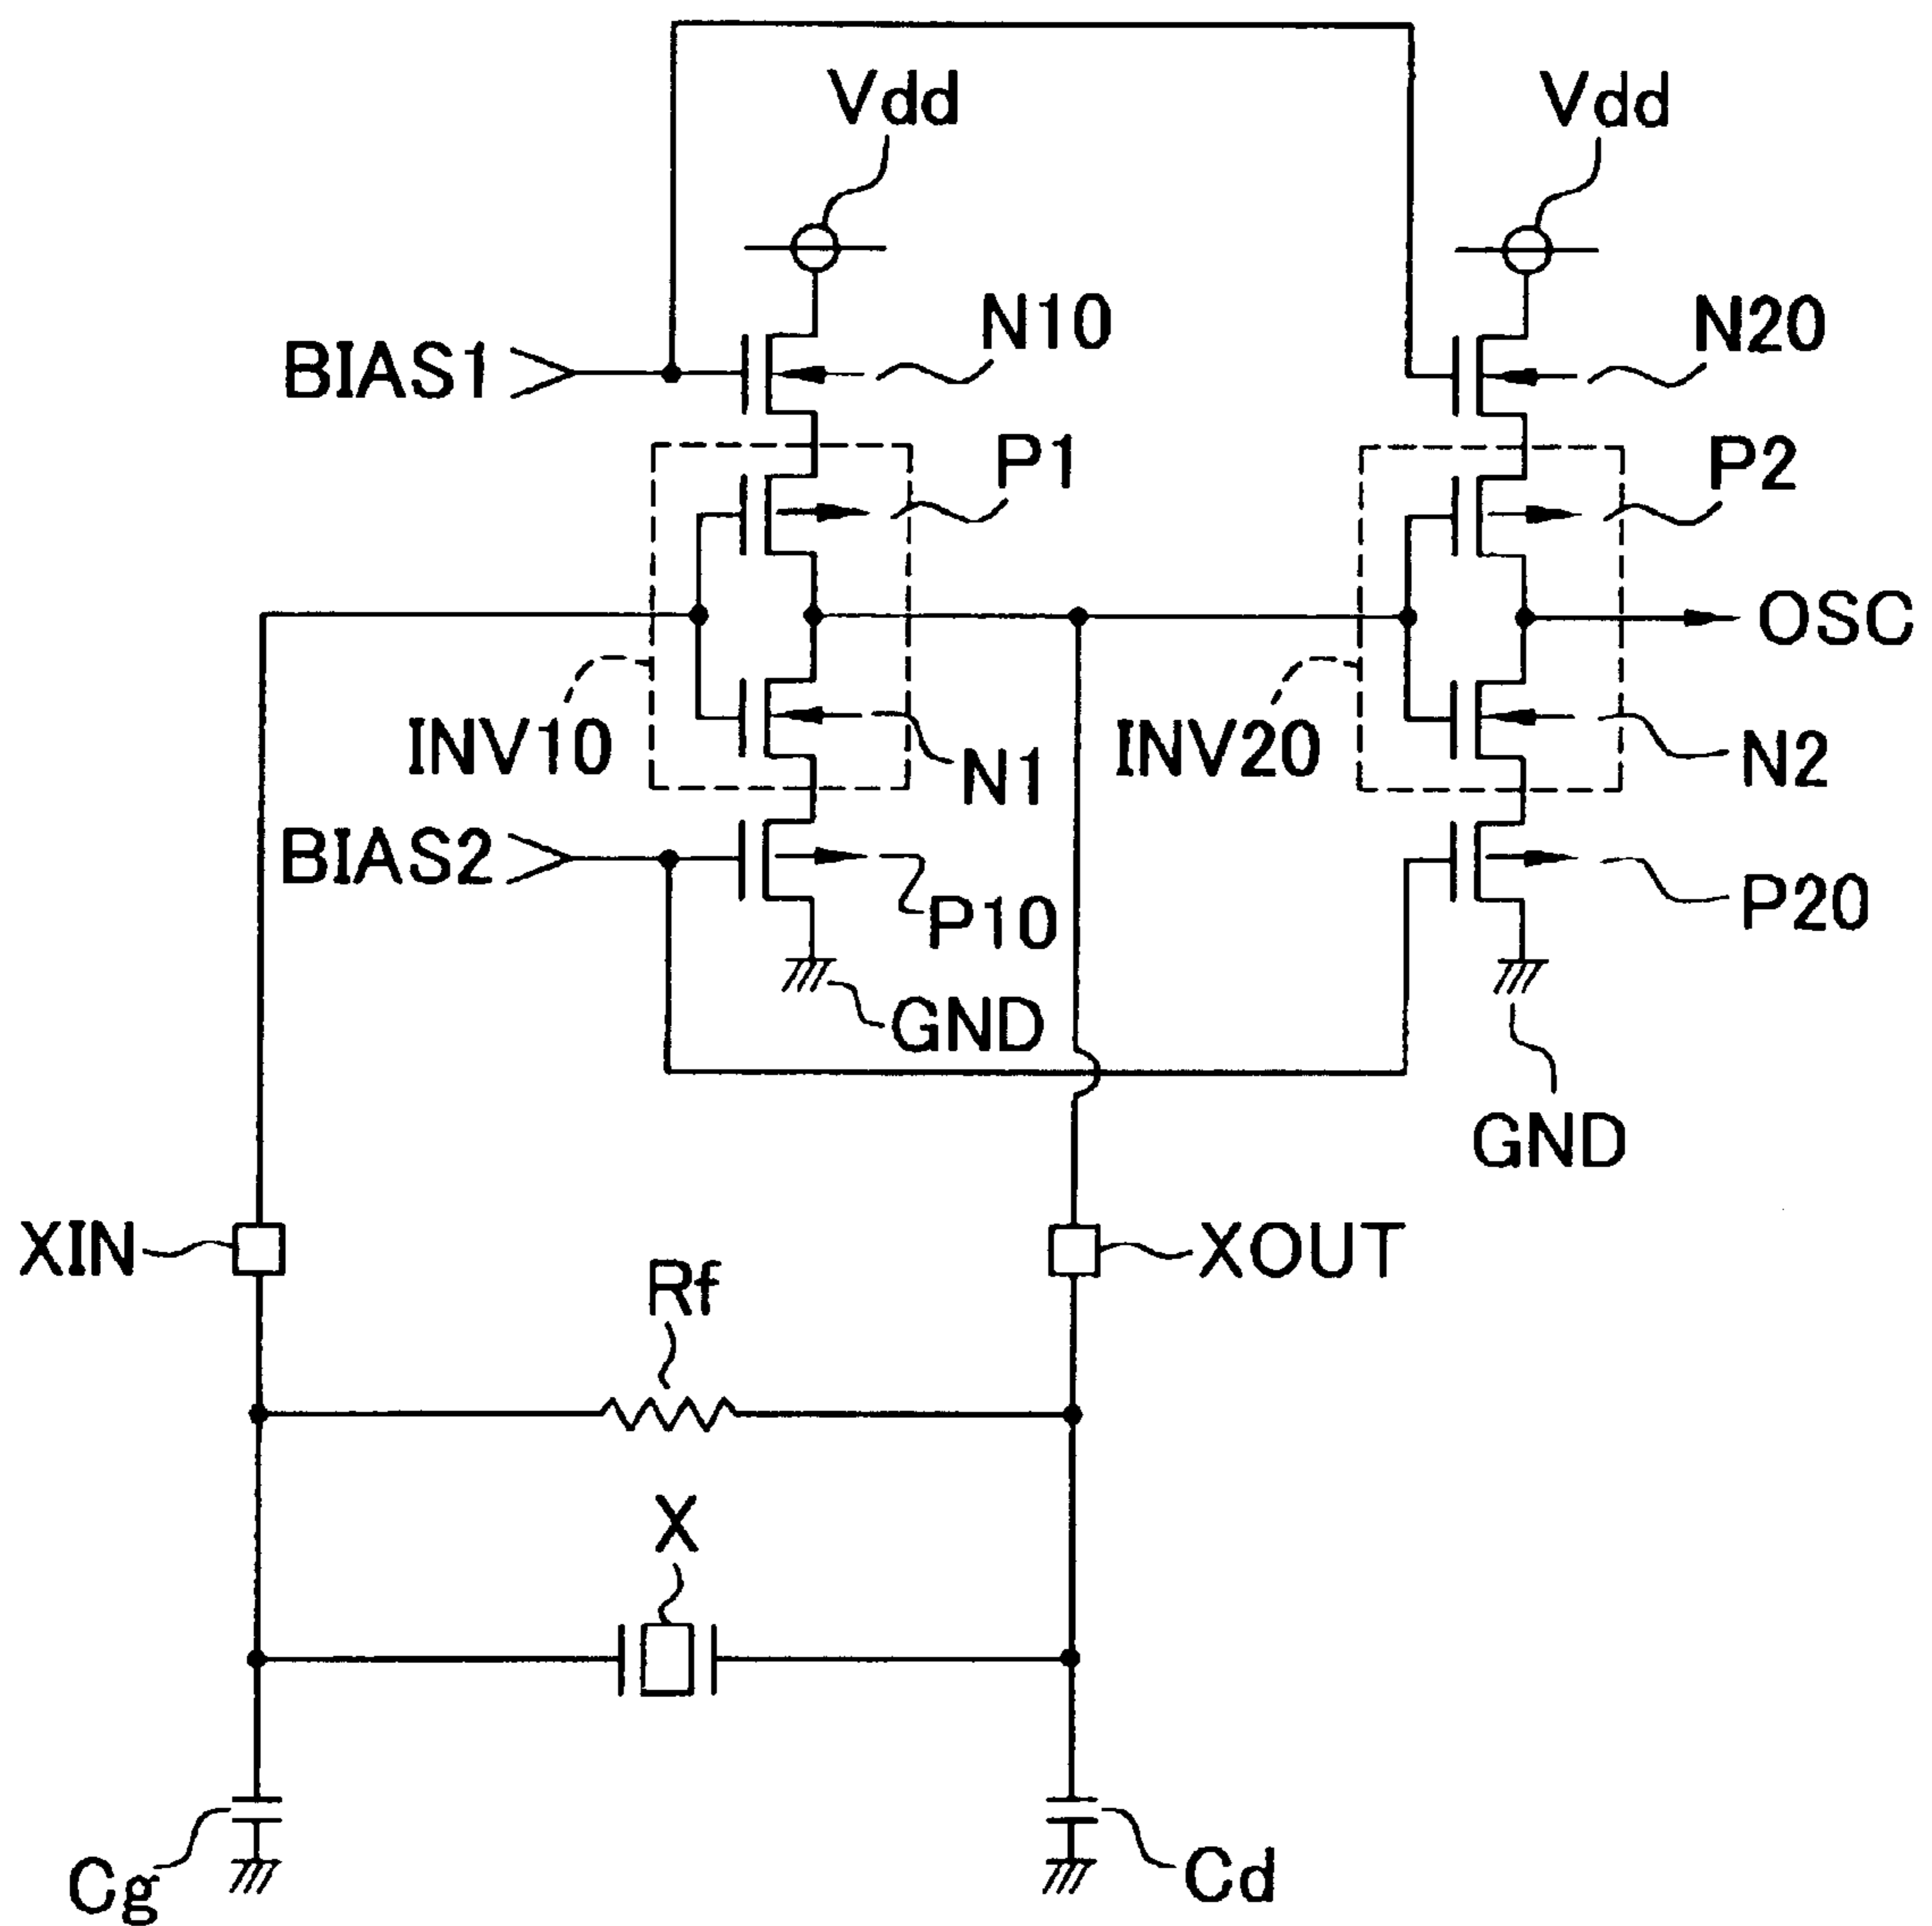 Vdd
Vdd
N10
N20
BIAS1
P1
P2
OSC
INV10
N1
INV20
N2
BIAS2
P10
P20
GND
GND
XIN
XOUT
Rf
X
Cg
Cd